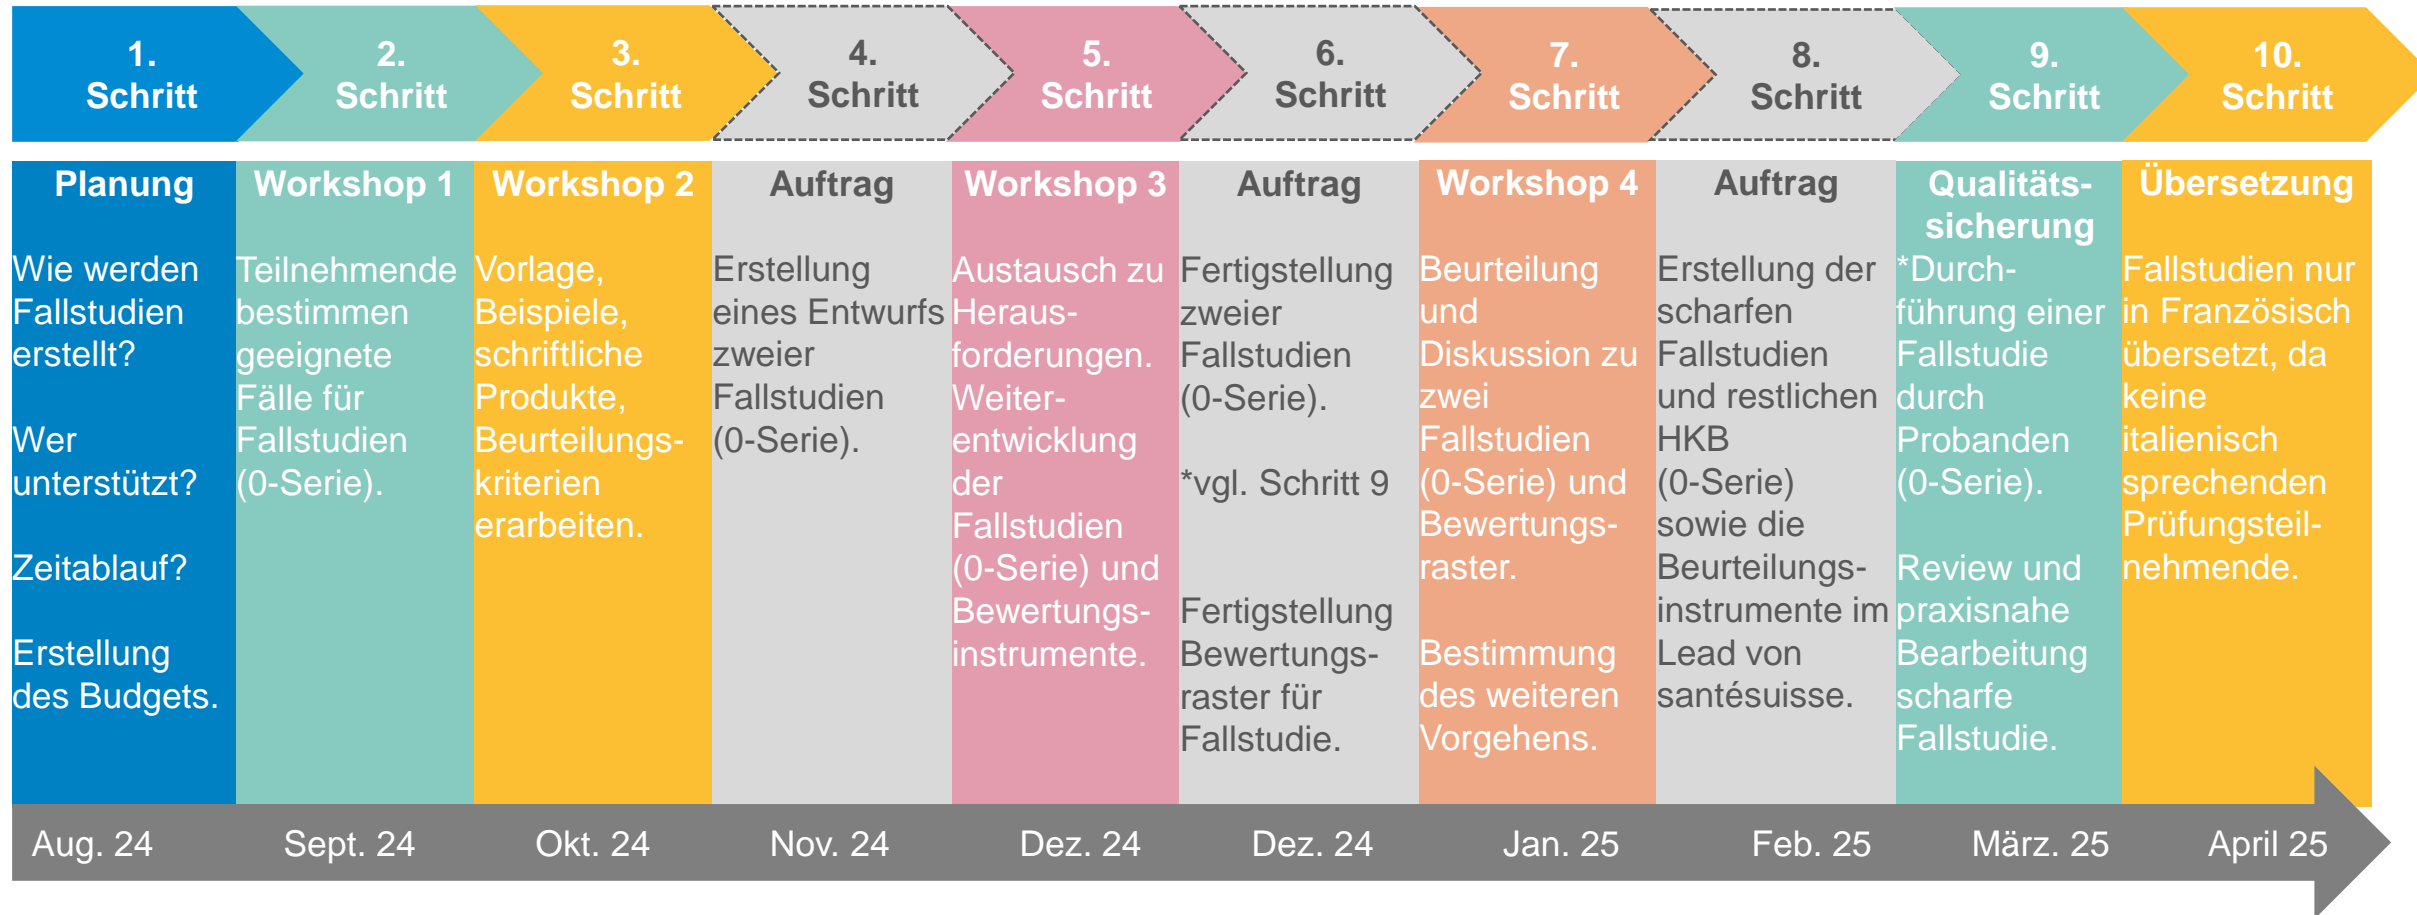 1.
Schritt
2.
Schritt
3.
Schritt
4.
Schritt
5.
Schritt
6.
Schritt
7.
Schritt
8.
Schritt
9.
Schritt
10.
Schritt
Planung
Wie werden
Fallstudien
erstellt?
Wer
unterstützt?
Zeitablauf?
Erstellung
des Budgets.
Workshop 1
Teilnehmende
bestimmen
geeignete
Fälle für
Fallstudien
(0-Serie).
Workshop 2
Vorlage,
Beispiele,
schriftliche
Produkte,
Beurteilungs-
kriterien
erarbeiten.
Auftrag
Erstellung
eines Entwurfs
zweier
Fallstudien
(0-Serie).
Workshop 3
Austausch zu
Heraus-
forderungen.
Weiter-
entwicklung
der
Fallstudien
(0-Serie) und
Bewertungs-
instrumente.
Auftrag
Fertigstellung
zweier
Fallstudien
(0-Serie).
*vgl. Schritt 9
Fertigstellung
Bewertungs-
raster für
Fallstudie.
Workshop 4
Beurteilung
und
Diskussion zu
zwei
Fallstudien
(0-Serie) und
Bewertungs-
raster.
Bestimmung
des weiteren
Vorgehens.
Auftrag
Erstellung der
scharfen
Fallstudien
und restlichen
HKB
(0-Serie)
sowie die
Beurteilungs-
instrumente im
Lead von
santésuisse.
Qualitäts-
sicherung
*Durch-
führung einer
Fallstudie
durch
Probanden
(0-Serie).
Review und
praxisnahe
Bearbeitung
scharfe
Fallstudie.
Übersetzung
Fallstudien nur
in Französisch
übersetzt, da
keine
italienisch
sprechenden
Prüfungsteil-
nehmende.
Aug. 24
Sept. 24
Okt. 24
Nov. 24
Dez. 24
Dez. 24
Jan. 25
Feb. 25
März. 25
April 25